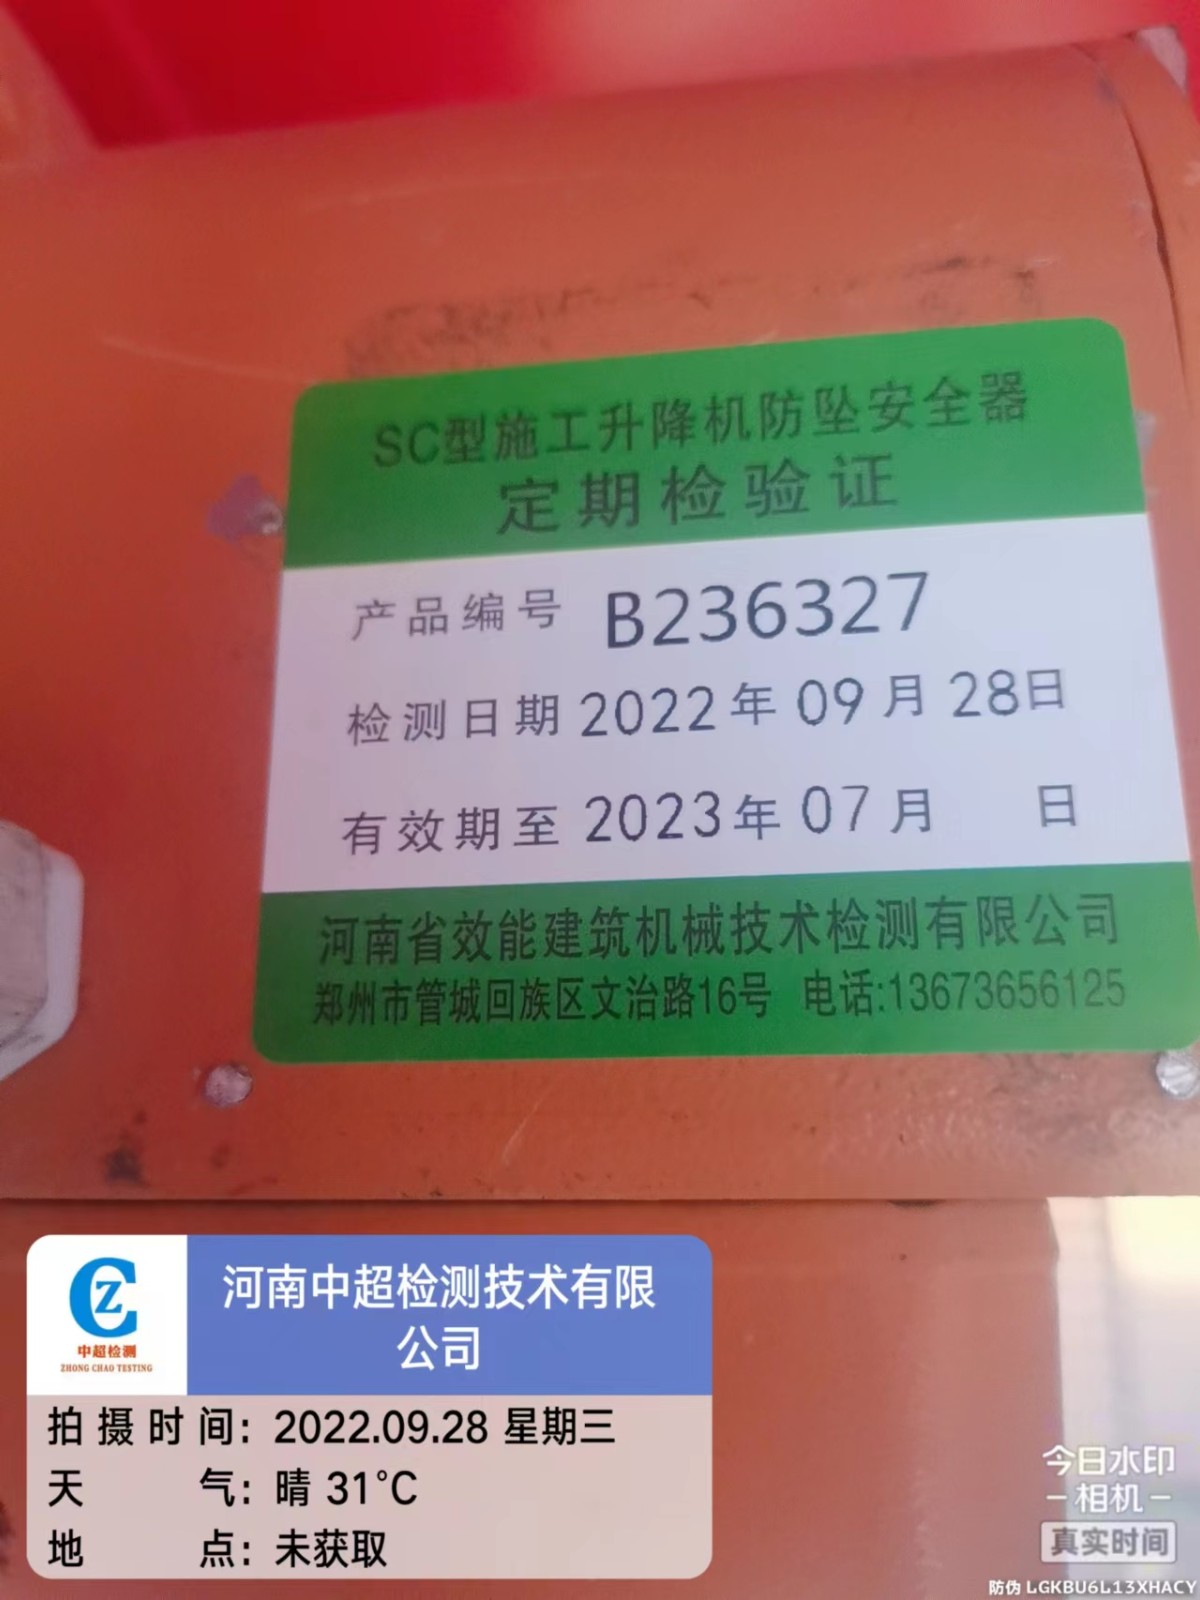 SC型施工升降机防坠安全器
定期检验证
产品编号 B236327
检测日期 2022年 09月 28日
有效期至 2023年 07月 日
河南省效能建筑机械技术检测有限公司
郑州市管城回族区文治路16号 电话:13673656125
CZ
中超检测
ZHONG CHAO TESTING
河南中超检测技术有限
公司
拍摄时间: 2022.09.28 星期三
天 气: 晴 31℃
地 点: 未获取
今日水印
-相机-
真实时间
防伪 LGKBU6L13XHACY